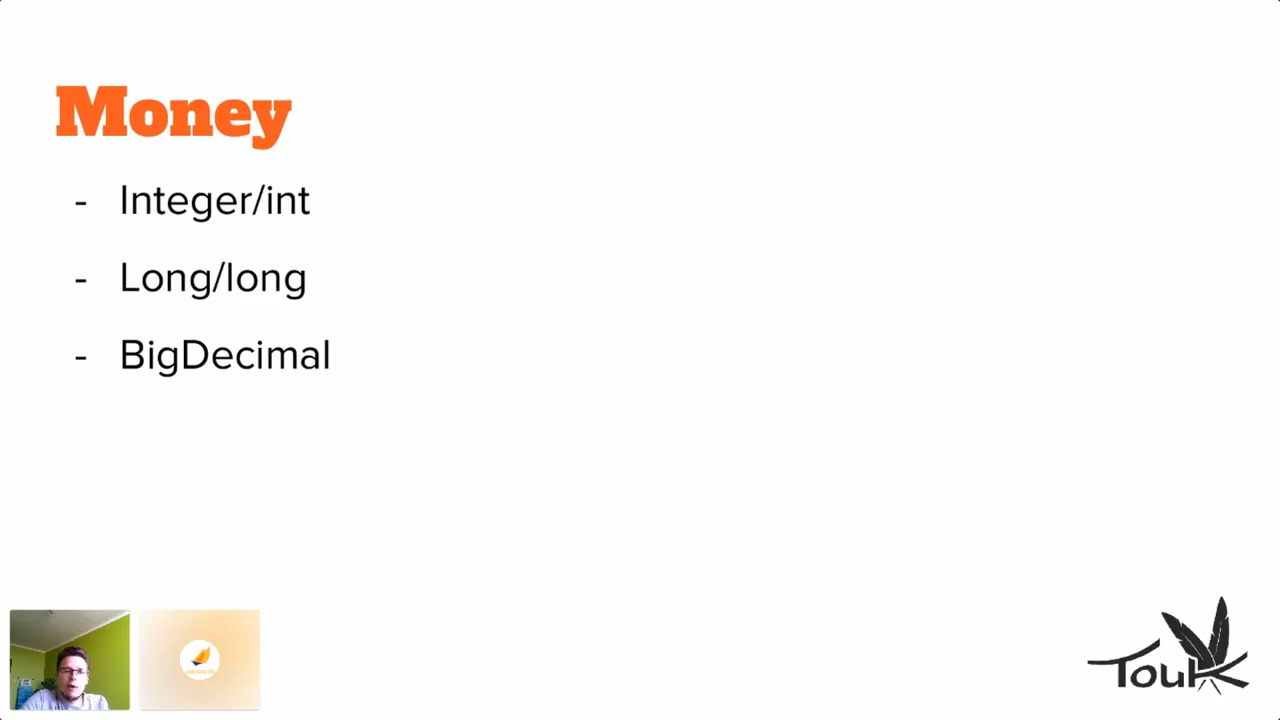 Money
- Integer/int
- Long/long
- BigDecimal
TouK